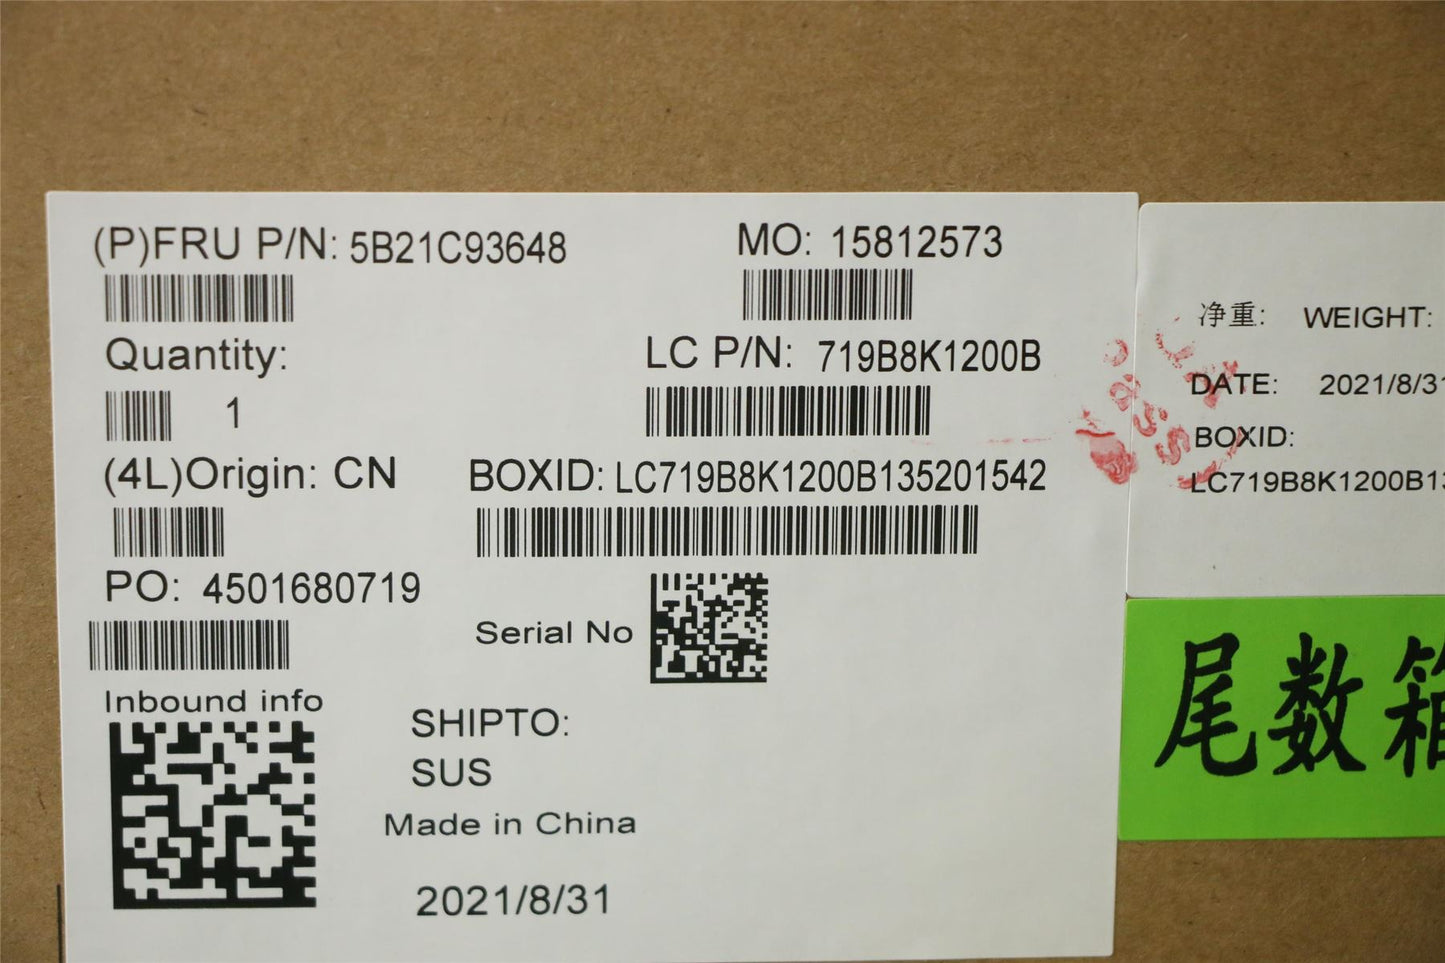 (P)FRU P/N: 5B21C93648
MO: 15812573
Quantity:
1
LC P/N: 719B8K1200B
(4L)Origin: CN
BOXID: LC719B8K1200B135201542
PO: 4501680719
Serial No
Inbound info
SHIPTO:
SUS
Made in China
2021/8/31
净重: WEIGHT:
DATE: 2021/8/31
BOXID:
LC719B8K1200B13
尾数箱